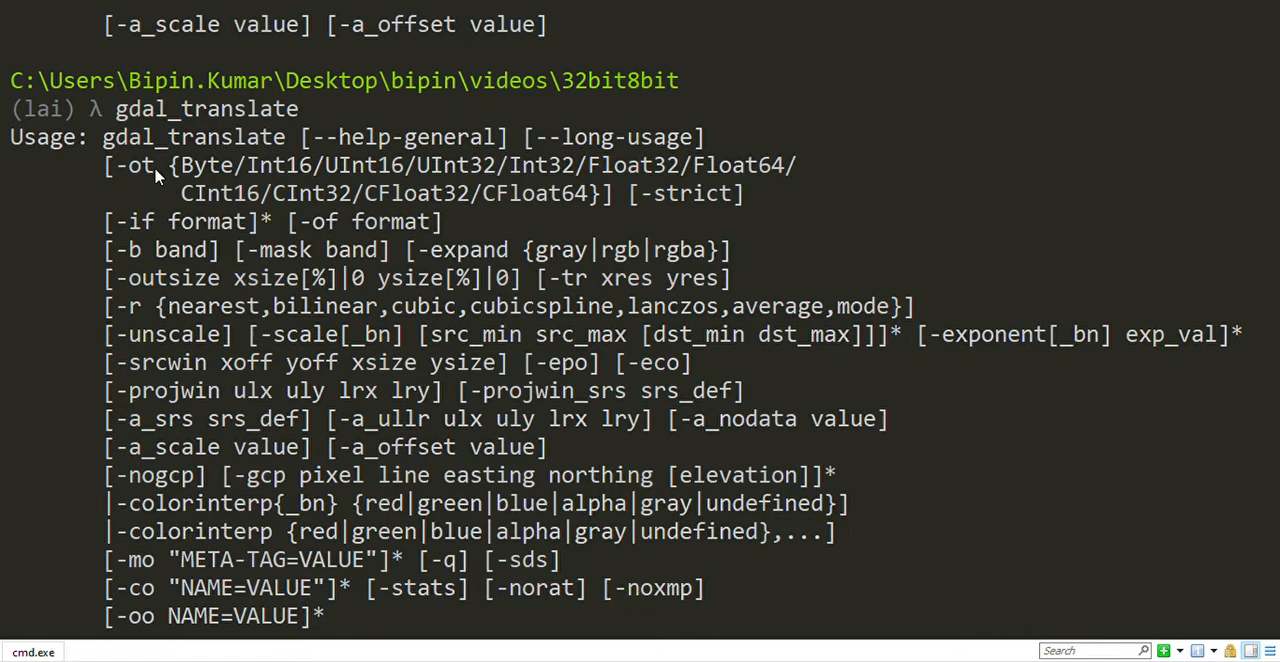 [-a_scale value] [-a_offset value]
C:\Users\Bipin.Kumar\Desktop\bipin\videos\32bit8bit
(lai) λ gdal_translate
Usage: gdal_translate [--help-general] [--long-usage]
[-ot {Byte/Int16/UInt16/UInt32/Int32/Float32/Float64/
CInt16/CInt32/CFloat32/CFloat64}] [-strict]
[-if format]* [-of format]
[-b band] [-mask band] [-expand {gray|rgb|rgba}]
[-outsize xsize[%]|0 ysize[%]|0] [-tr xres yres]
[-r {nearest,bilinear,cubic,cubicspline,lanczos,average,mode}]
[-unscale] [-scale[_bn] [src_min src_max [dst_min dst_max]]]* [-exponent[_bn] exp_val]*
[-srcwin xoff yoff xsize ysize] [-epo] [-eco]
[-projwin ulx uly lrx lry] [-projwin_srs srs_def]
[-a_srs srs_def] [-a_ullr ulx uly lrx lry] [-a_nodata value]
[-a_scale value] [-a_offset value]
[-nogcp] [-gcp pixel line easting northing [elevation]]*
|-colorinterp{_bn} {red|green|blue|alpha|gray|undefined}]
|-colorinterp {red|green|blue|alpha|gray|undefined},...]
[-mo "META-TAG=VALUE"]* [-q] [-sds]
[-co "NAME=VALUE"]* [-stats] [-norat] [-noxmp]
[-oo NAME=VALUE]*
cmd.exe Search